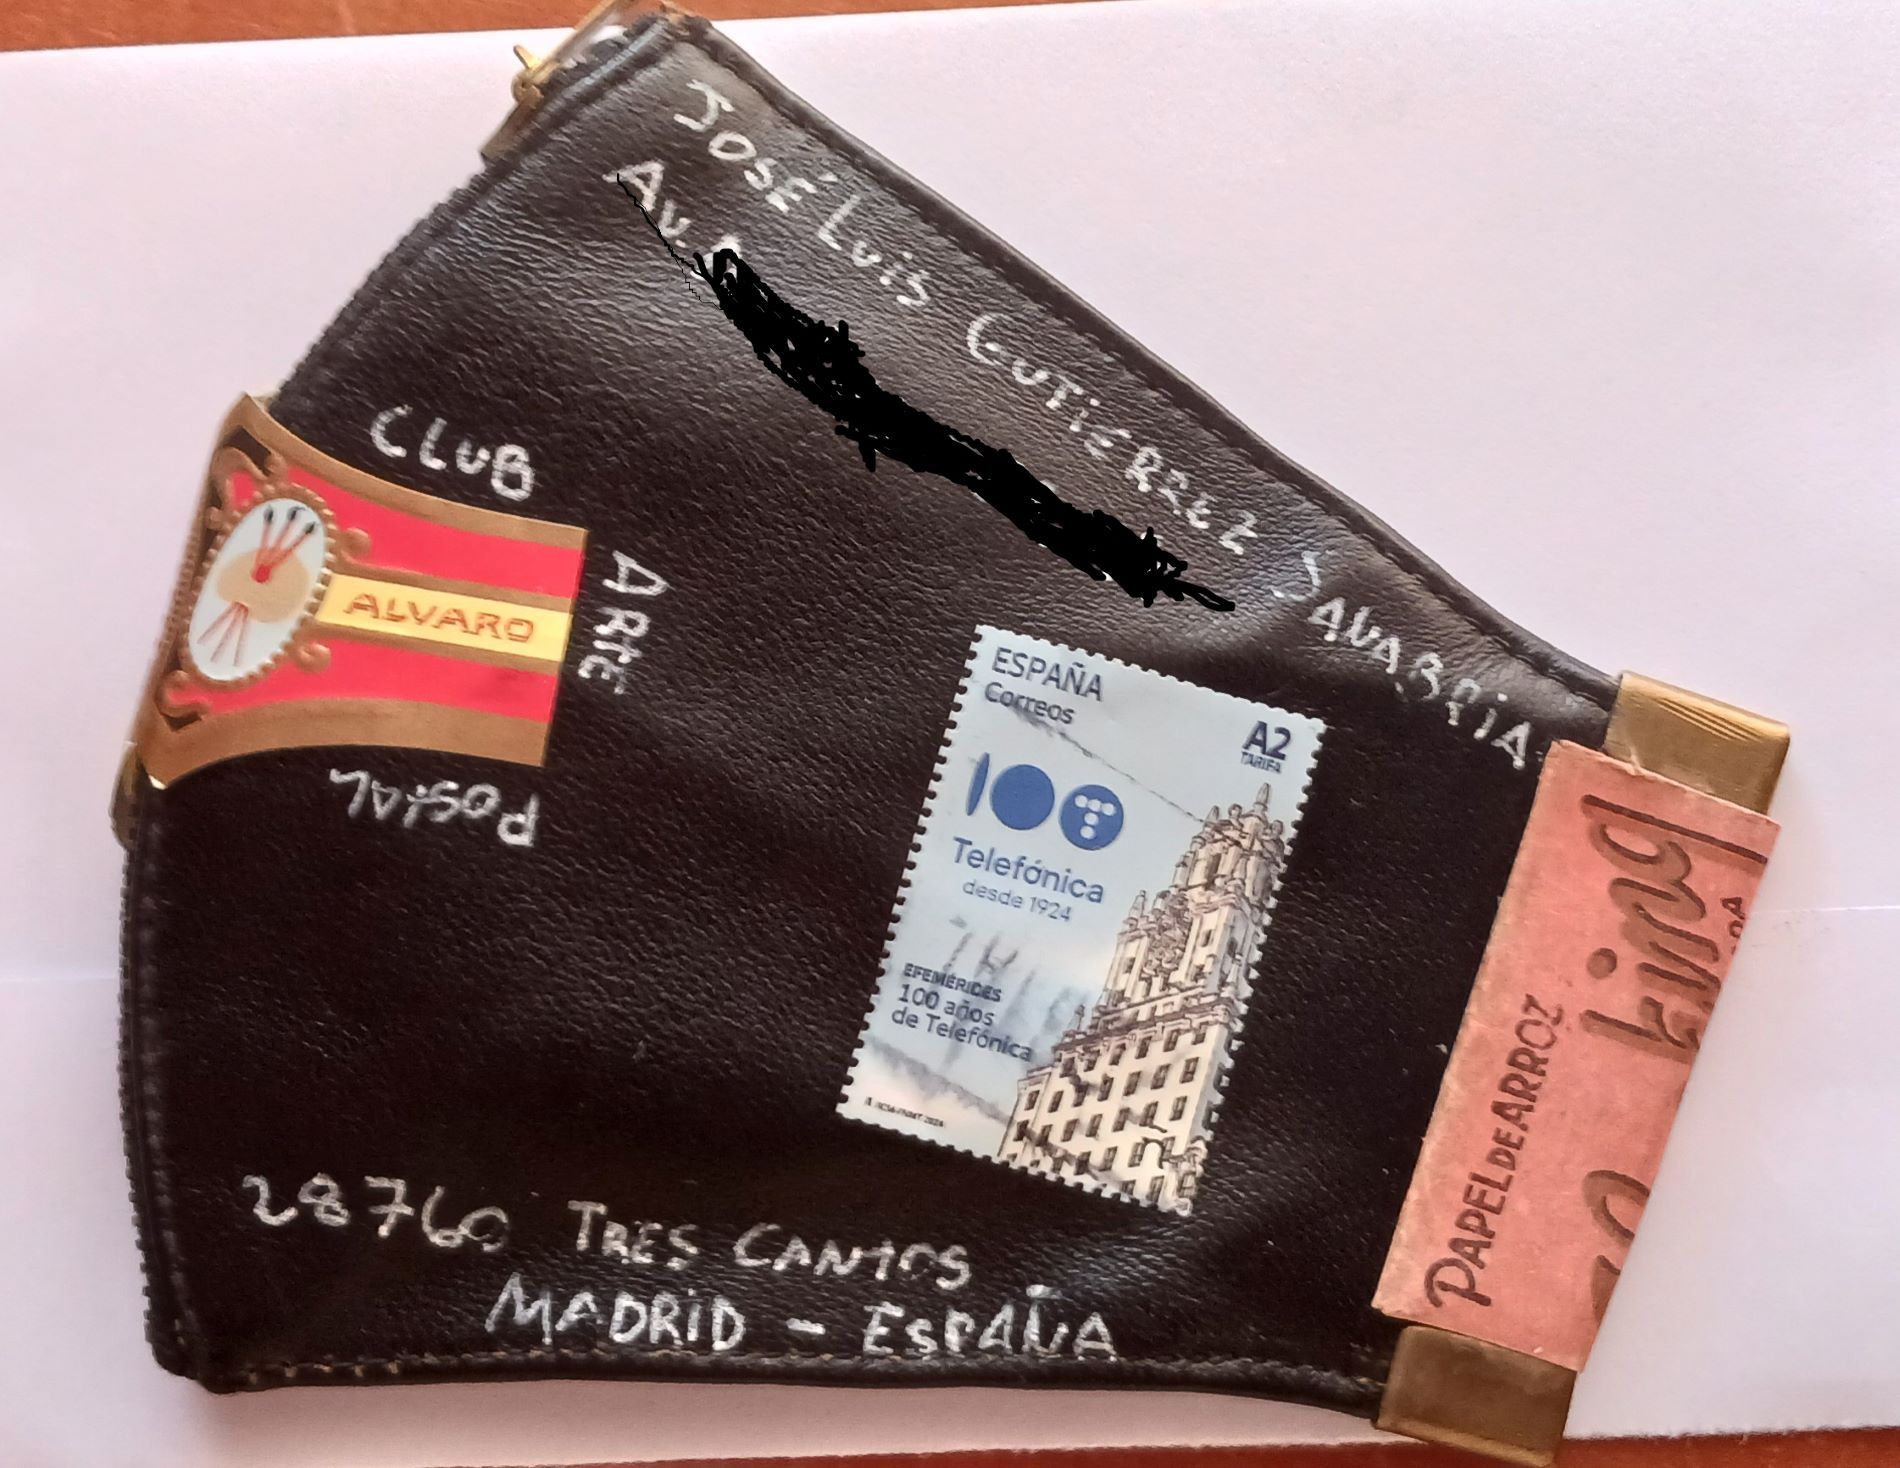 JOSÉ LUIS GUTIÉRREZ SANABRIA
AV.
CLUB
ALVARO
ARTE
POSTAL
ESPAÑA
Correos
A2
TARIFA
100
Telefónica
desde 1924
EFEMÉRIDES
100 años
de Telefónica
PAPEL DE ARROZ
28760 TRES CANTOS
MADRID - ESPAÑA